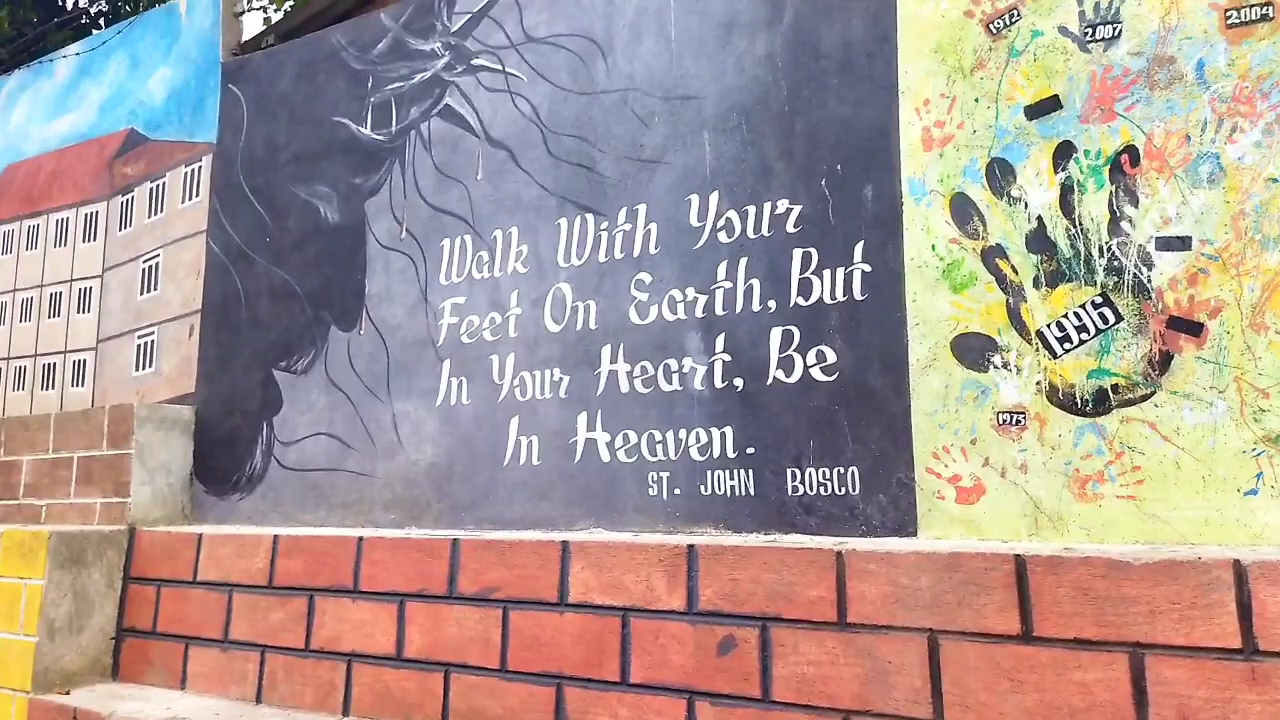 Walk With Your
Feet On Earth, But
In Your Heart, Be
In Heaven.
ST. JOHN BOSCO
1972
2007
2004
1996
1973